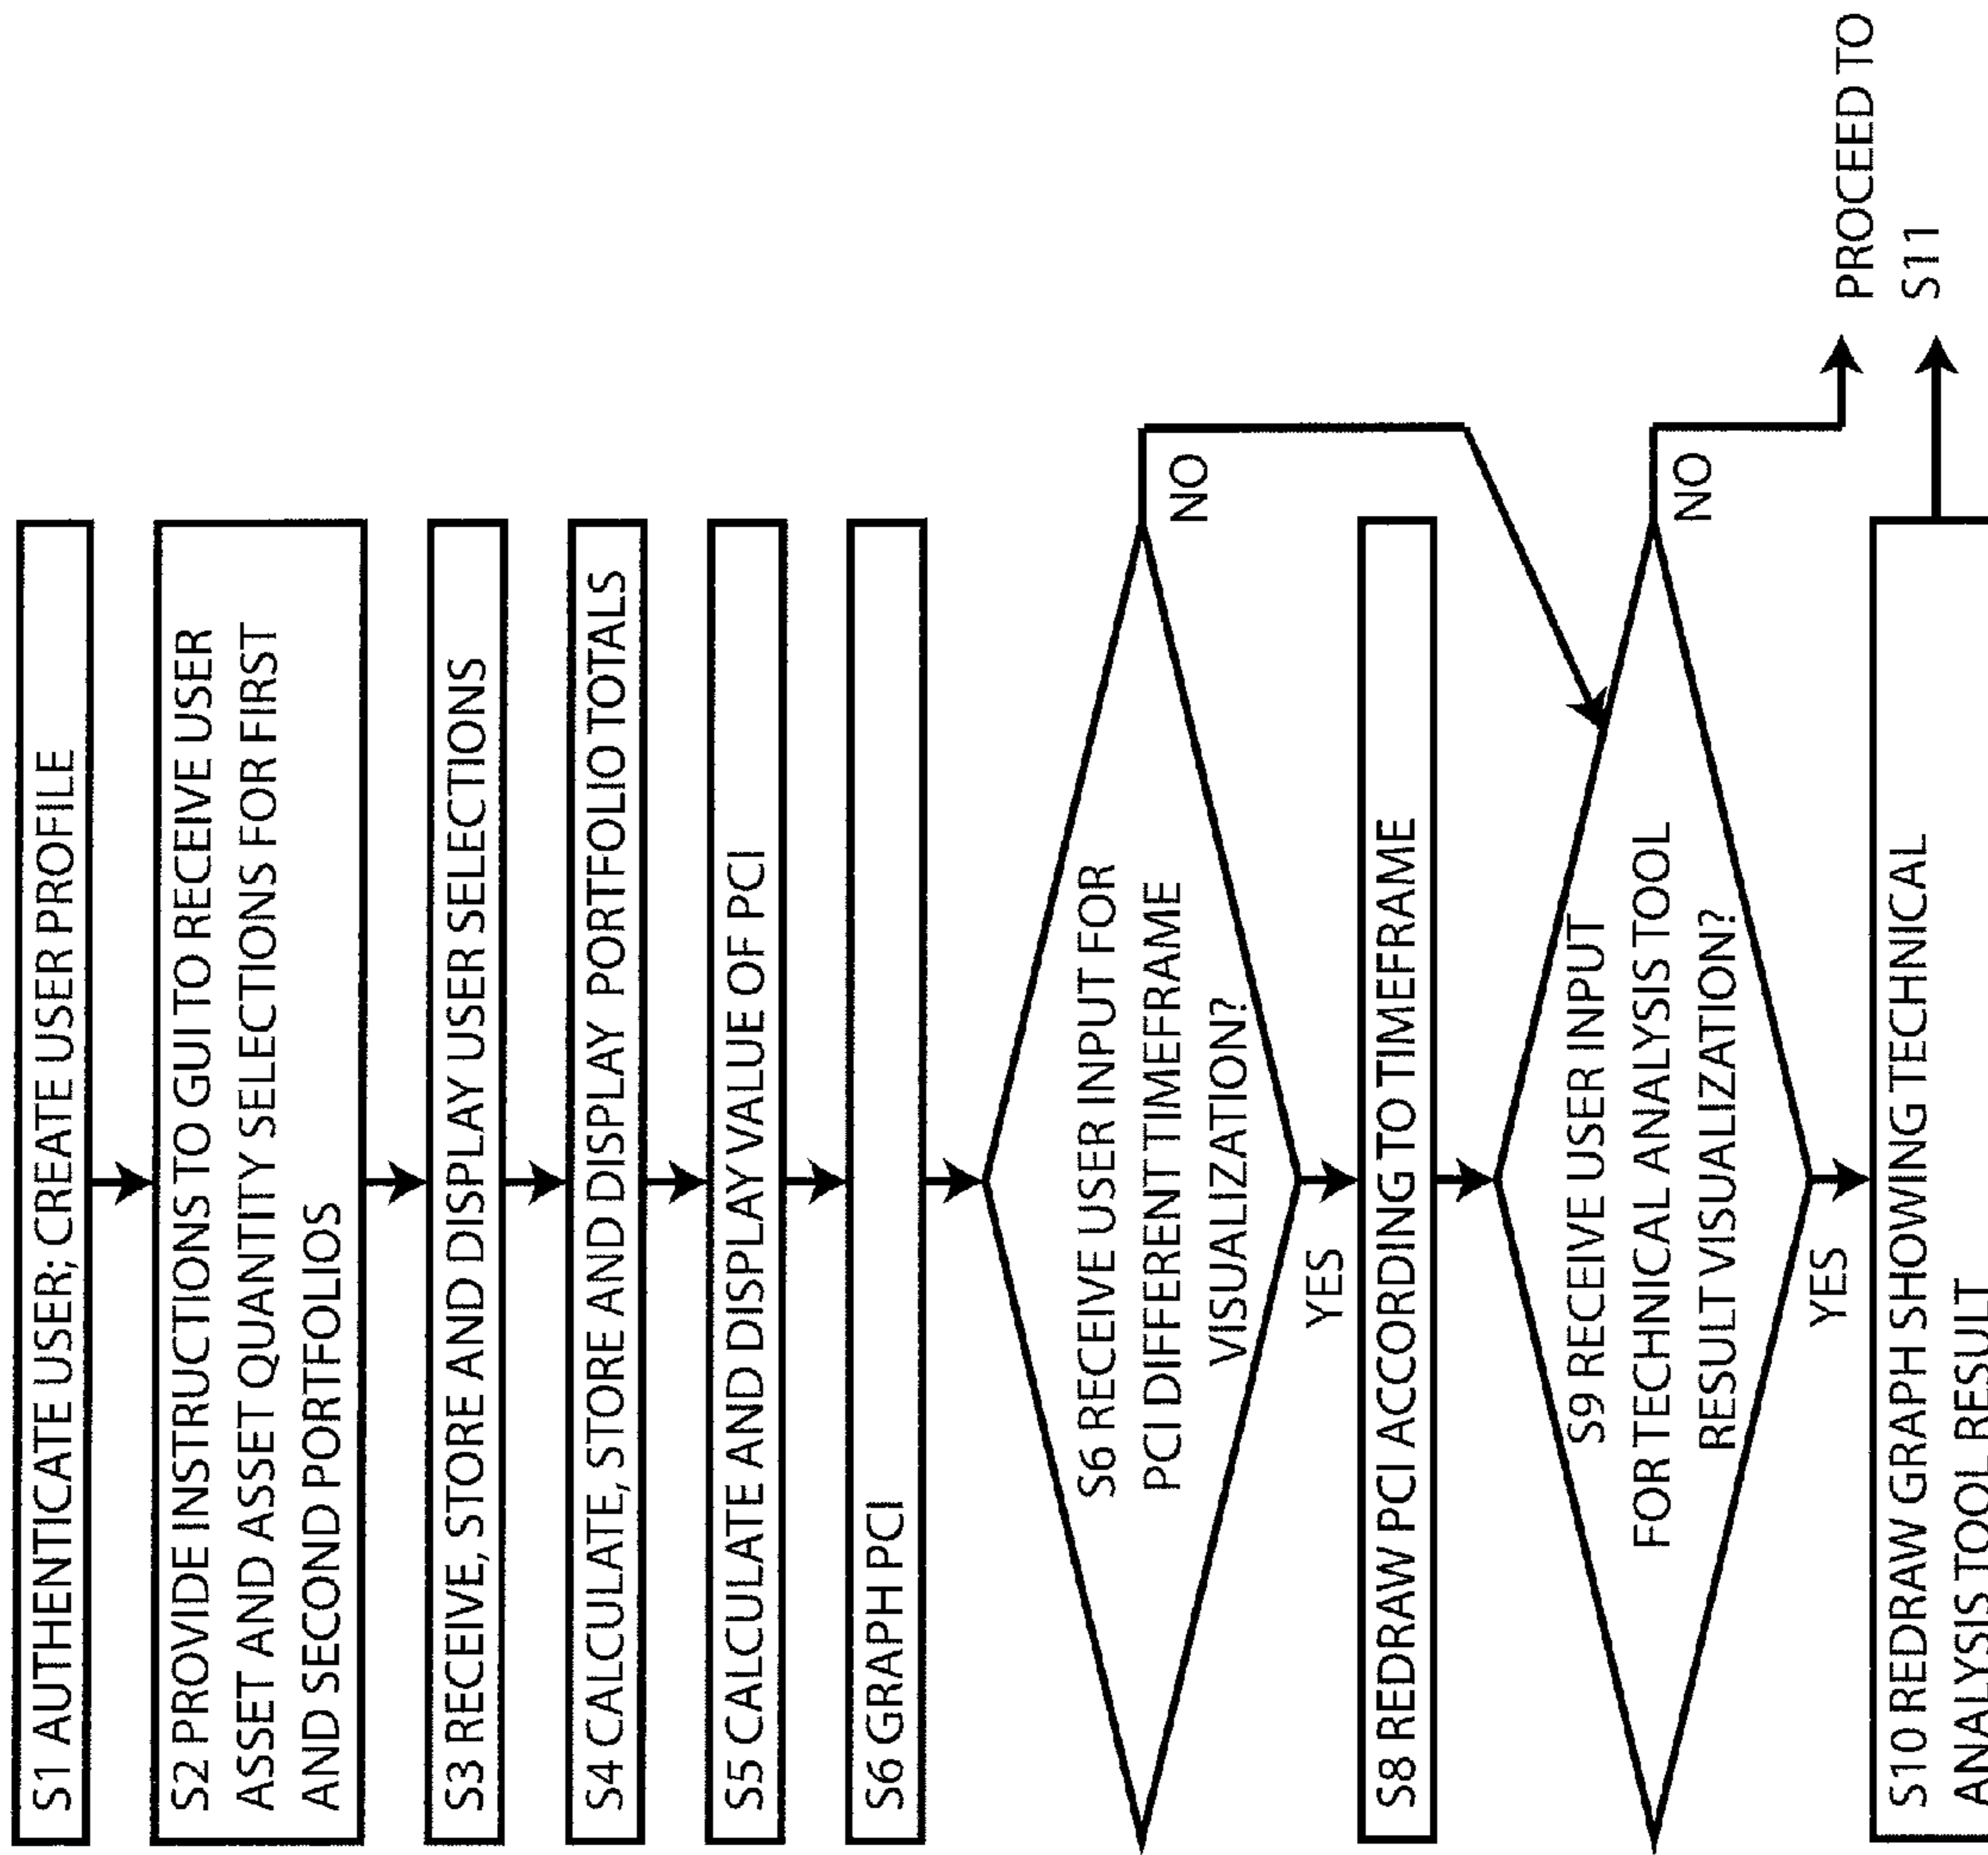 S1 AUTHENTICATE USER; CREATE USER PROFILE
S2 PROVIDE INSTRUCTIONS TO GUI TO RECEIVE USER
ASSET AND ASSET QUANTITY SELECTIONS FOR FIRST
AND SECOND PORTFOLIOS
S3 RECEIVE, STORE AND DISPLAY USER SELECTIONS
S4 CALCULATE, STORE AND DISPLAY PORTFOLIO TOTALS
S5 CALCULATE AND DISPLAY VALUE OF PCI
S6 GRAPH PCI
S6 RECEIVE USER INPUT FOR
PCI DIFFERENT TIMEFRAME
VISUALIZATION?
NO
YES
S8 REDRAW PCI ACCORDING TO TIMEFRAME
S9 RECEIVE USER INPUT
FOR TECHNICAL ANALYSIS TOOL
RESULT VISUALIZATION?
NO
YES
PROCEED TO
S11
S10 REDRAW GRAPH SHOWING TECHNICAL
ANALYSIS TOOL RESULT